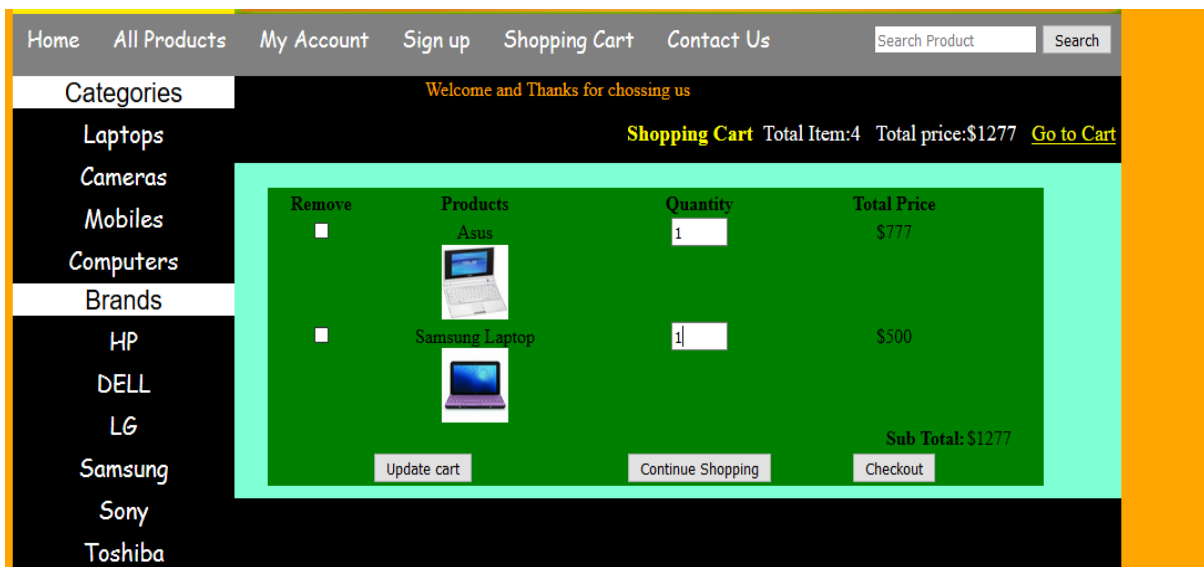 Home All Products My Account Sign up Shopping Cart Contact Us Search Product Search
Categories
Laptops
Cameras
Mobiles
Computers
Brands
HP
DELL
LG
Samsung
Sony
Toshiba
Welcome and Thanks for chossing us
Shopping Cart Total Item:4 Total price:$1277 Go to Cart
Remove Products Quantity Total Price
Asus 1 $777
Samsung Laptop 1 $500
Sub Total: $1277
Update cart Continue Shopping Checkout